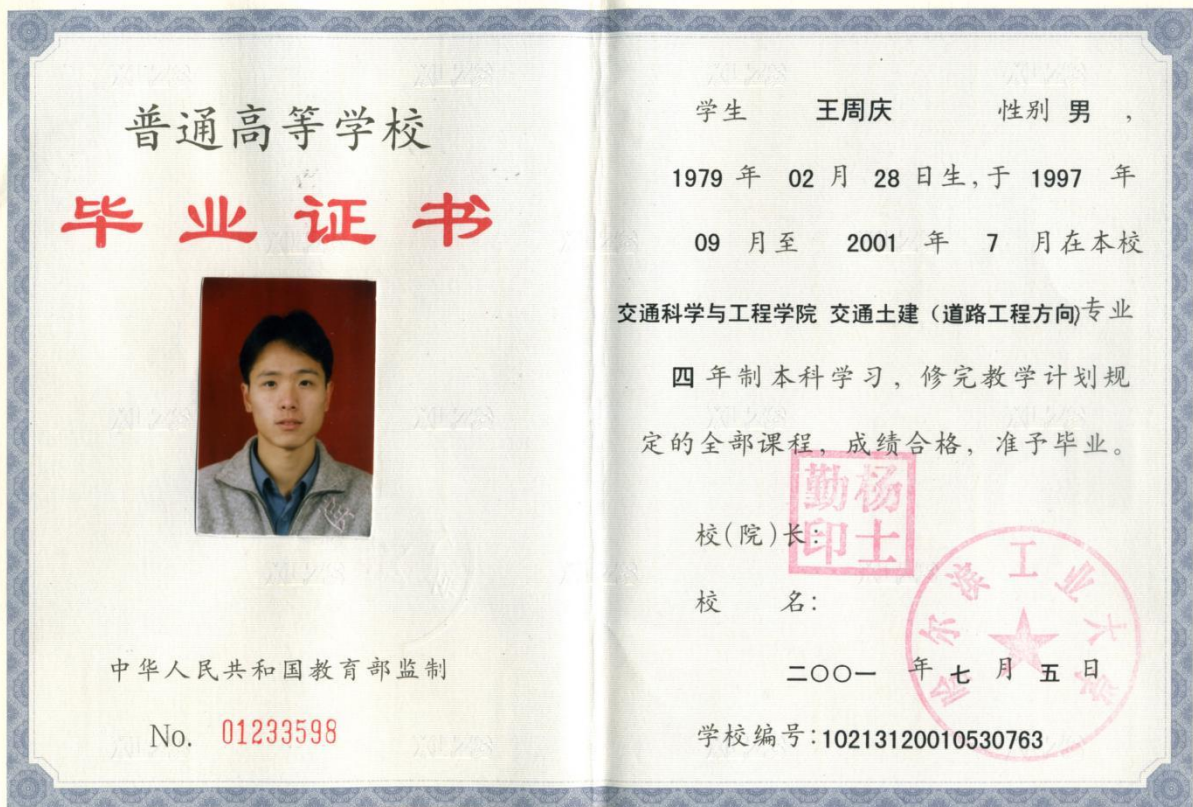 普通高等学校
毕业证书
中华人民共和国教育部监制
No. 01233598
学生 王周庆 性别 男 ,
1979 年 02 月 28 日生,于 1997 年
09 月至 2001 年 7 月在本校
交通科学与工程学院 交通土建（道路工程方向)专业
四 年制本科学习，修完教学计划规
定的全部课程，成绩合格，准予毕业。
校(院)长:
杨士勤印
校 名:
哈尔滨工业大学
二〇〇一 年 七 月 五 日
学校编号:10213120010530763